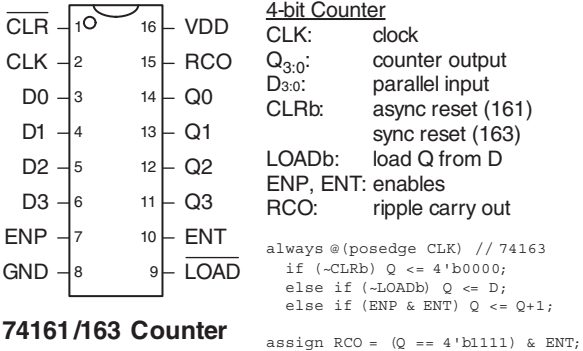 CLR 1 16 VDD
CLK 2 15 RCO
D0 3 14 Q0
D1 4 13 Q1
D2 5 12 Q2
D3 6 11 Q3
ENP 7 10 ENT
GND 8 9 LOAD
74161/163 Counter
4-bit Counter
CLK: clock
Q3:0: counter output
D3:0: parallel input
CLRb: async reset (161)
sync reset (163)
LOADb: load Q from D
ENP, ENT: enables
RCO: ripple carry out
always @(posedge CLK) // 74163
if (~CLRb) Q <= 4'b0000;
else if (~LOADb) Q <= D;
else if (ENP & ENT) Q <= Q+1;
assign RCO = (Q == 4'b1111) & ENT;